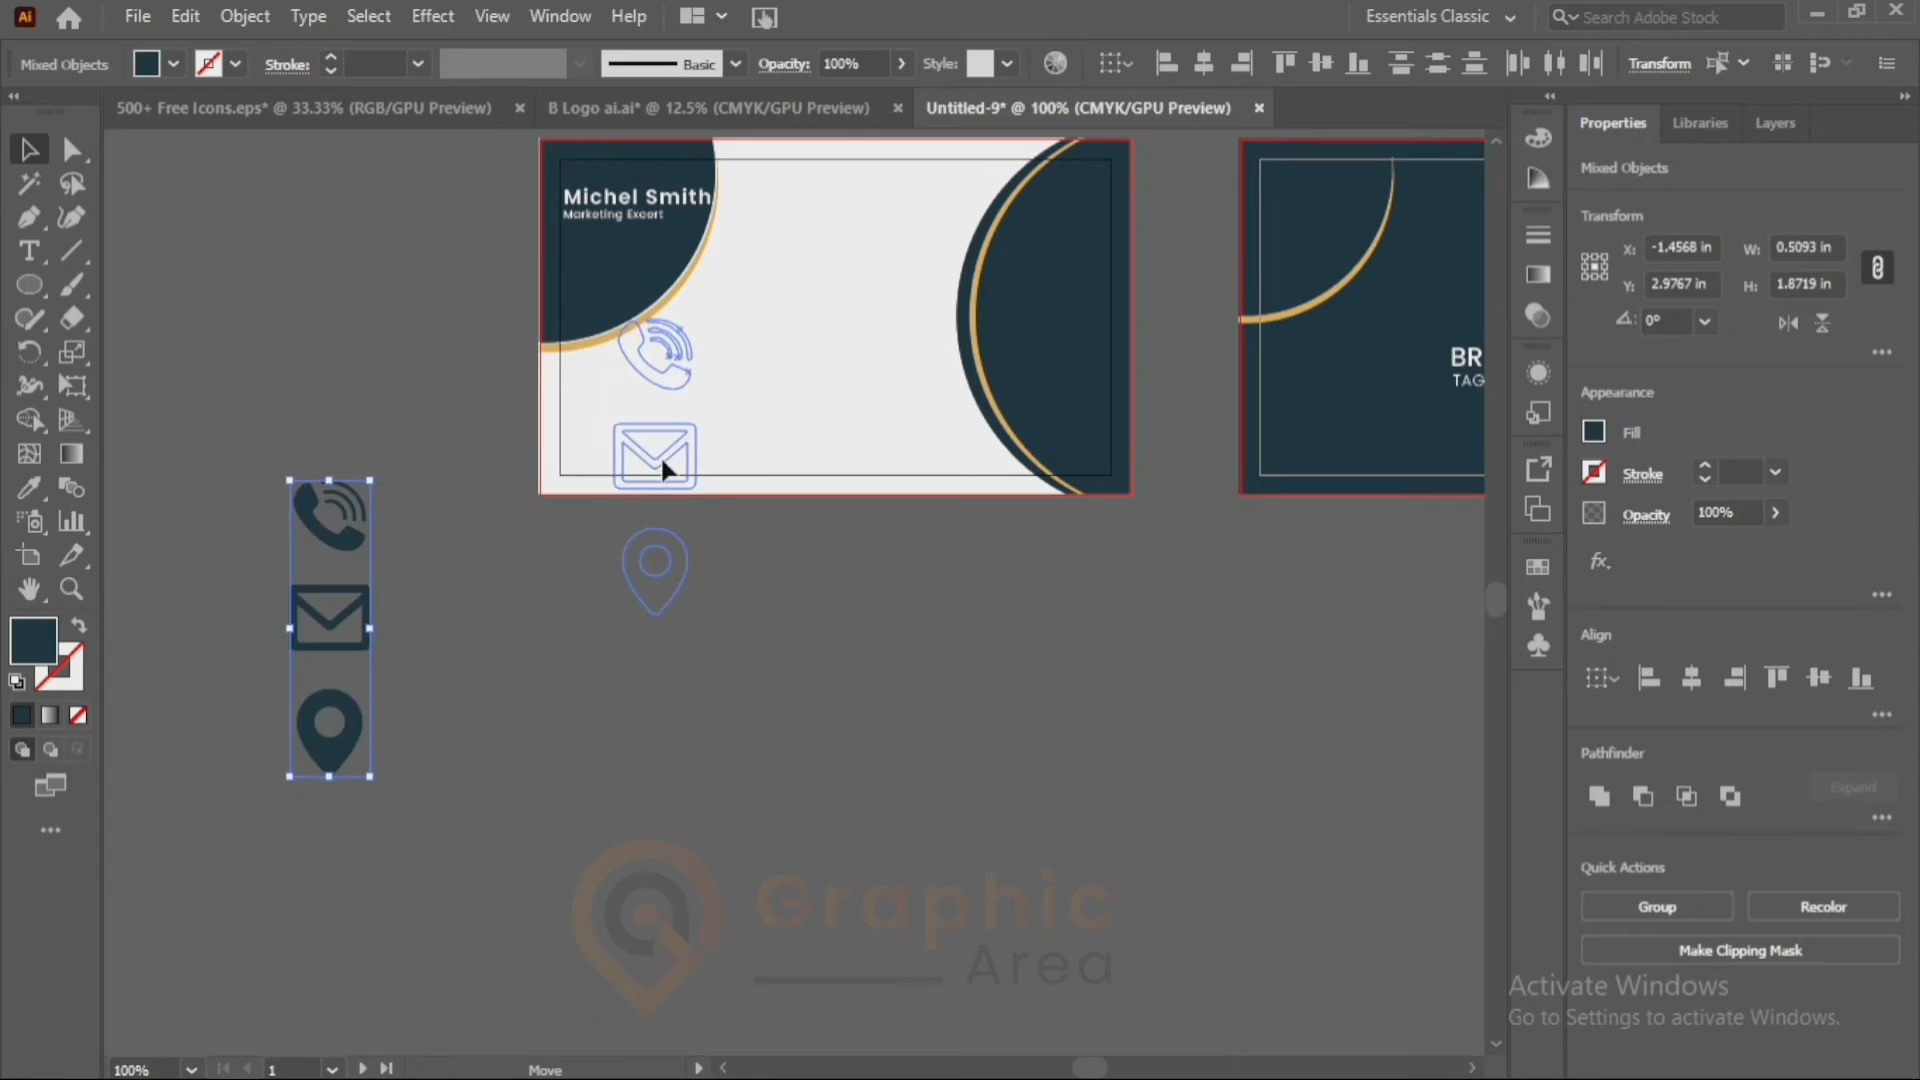 Ai File Edit Object Type Select Effect View Window Help Essentials Classic Search Adobe Stock
Mixed Objects Stroke: Basic Opacity: 100% Style: Transform
500+ Free Icons.eps* @ 33.33% (RGB/GPU Preview) × B Logo ai.ai* @ 12.5% (CMYK/GPU Preview) × Untitled-9* @ 100% (CMYK/GPU Preview) ×
Properties Libraries Layers
Mixed Objects
Transform
X: -1.4568 in W: 0.5093 in
Y: 2.9767 in H: 1.8719 in
0°
Appearance
Fill
Stroke
Opacity 100%
fx.
Align
Pathfinder
Expand
Quick Actions
Group Recolor
Make Clipping Mask
Michel Smith
Marketing Expert
BR
TAG
Graphic
Area
Activate Windows
Go to Settings to activate Windows.
100% 1 Move